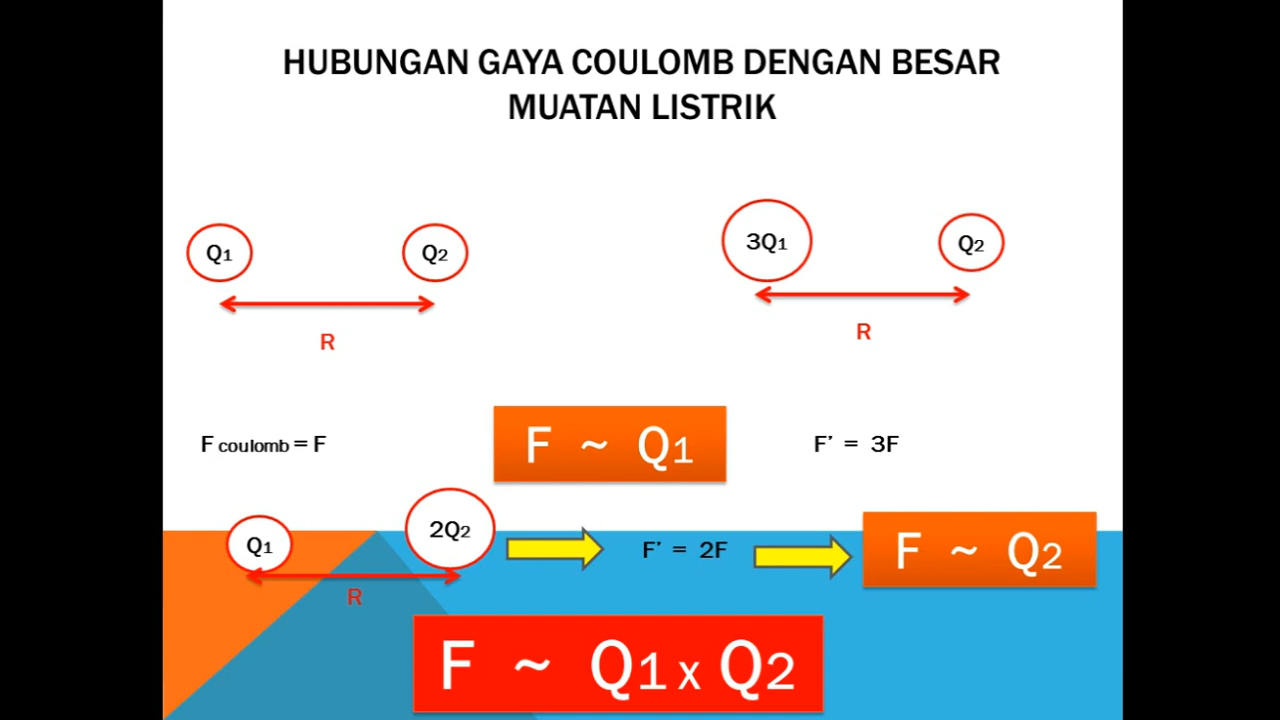 HUBUNGAN GAYA COULOMB DENGAN BESAR
MUATAN LISTRIK
Q1
Q2
R
3Q1
Q2
R
F coulomb = F
F ~ Q1
F’ = 3F
Q1
2Q2
R
F’ = 2F
F ~ Q2
F ~ Q1 x Q2